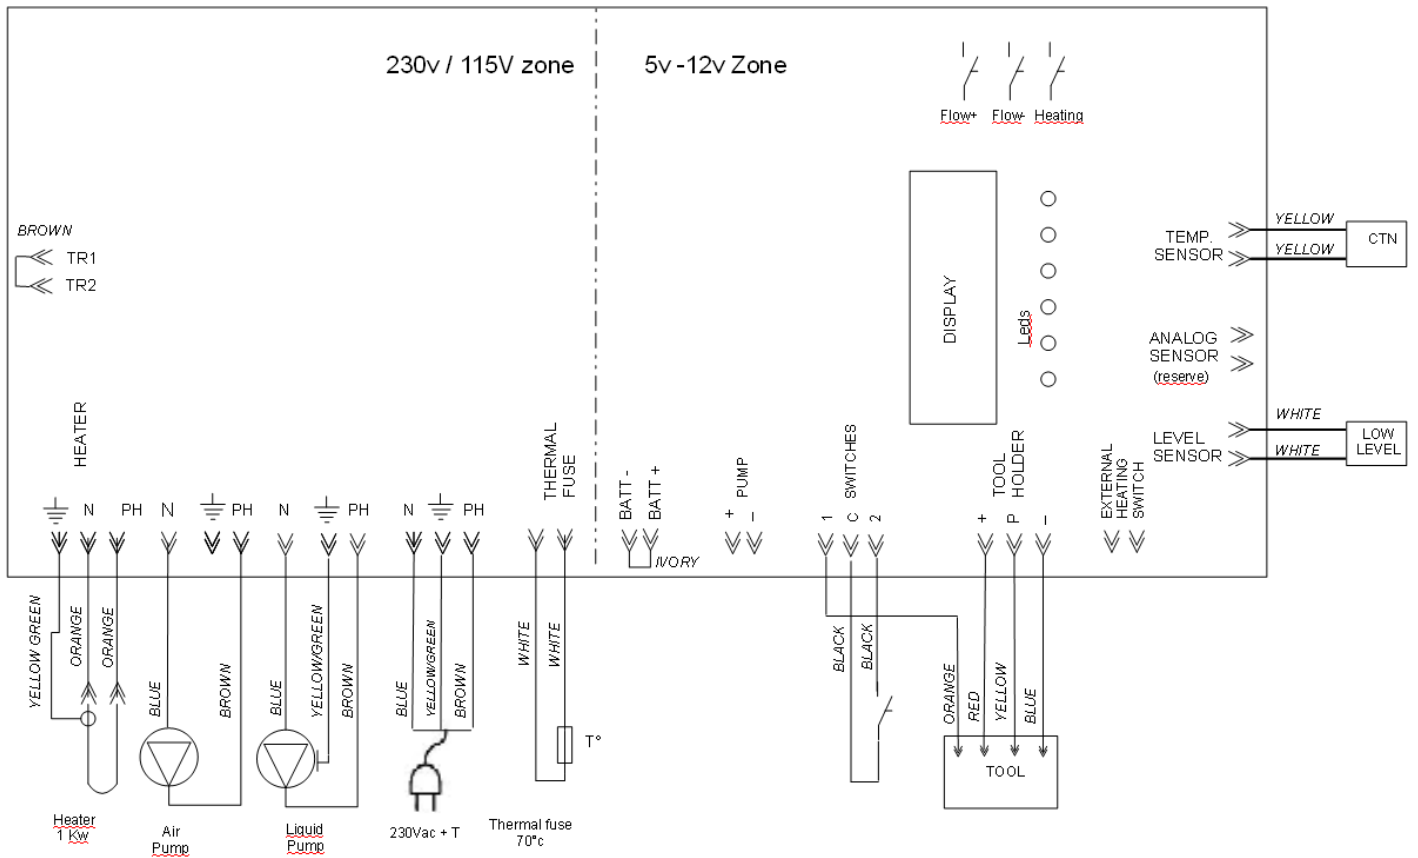 230v / 115V zone
5v -12v Zone
Flow+
Flow-
Heating
BROWN
TR1
TR2
DISPLAY
Leds
TEMP.
SENSOR
YELLOW
YELLOW
CTN
ANALOG
SENSOR
(reserve)
LEVEL
SENSOR
WHITE
WHITE
LOW
LEVEL
HEATER
N
PH
N
PH
N
PH
N
PH
THERMAL
FUSE
BATT -
BATT +
IVORY
+
PUMP
–
SWITCHES
1
C
2
TOOL
HOLDER
+
P
–
EXTERNAL
HEATING
SWITCH
YELLOW GREEN
ORANGE
ORANGE
BLUE
BROWN
BLUE
YELLOW/GREEN
BROWN
BLUE
YELLOW/GREEN
BROWN
WHITE
WHITE
BLACK
BLACK
ORANGE
RED
YELLOW
BLUE
T°
TOOL
Heater
1 Kw
Air
Pump
Liquid
Pump
230Vac + T
Thermal fuse
70°c